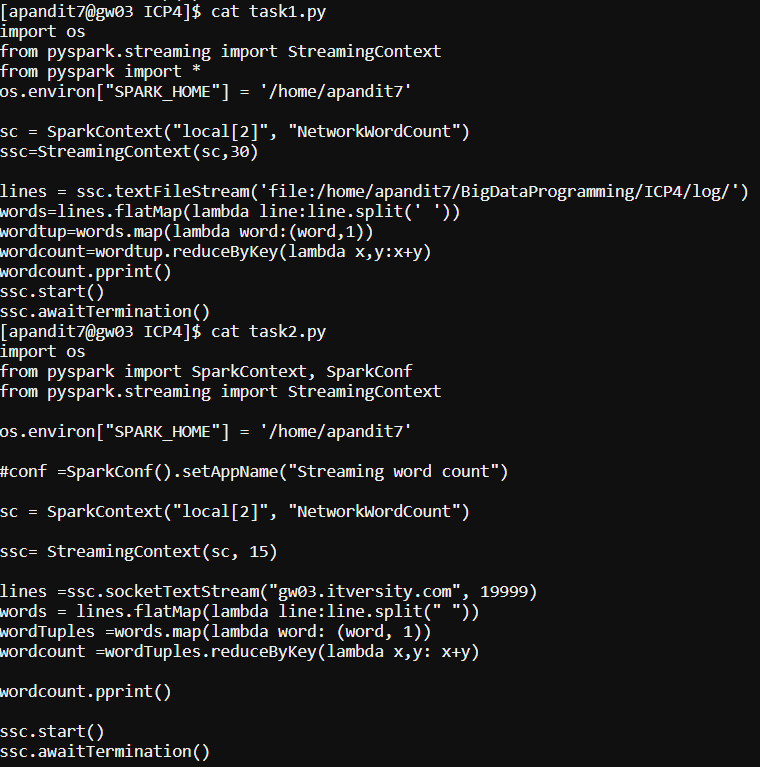 [apandit7@gw03 ICP4]$ cat task1.py
import os
from pyspark.streaming import StreamingContext
from pyspark import *
os.environ["SPARK_HOME"] = '/home/apandit7'
sc = SparkContext("local[2]", "NetworkWordCount")
ssc=StreamingContext(sc,30)
lines = ssc.textFileStream('file:/home/apandit7/BigDataProgramming/ICP4/log/')
words=lines.flatMap(lambda line:line.split(' '))
wordtup=words.map(lambda word:(word,1))
wordcount=wordtup.reduceByKey(lambda x,y:x+y)
wordcount.pprint()
ssc.start()
ssc.awaitTermination()
[apandit7@gw03 ICP4]$ cat task2.py
import os
from pyspark import SparkContext, SparkConf
from pyspark.streaming import StreamingContext
os.environ["SPARK_HOME"] = '/home/apandit7'
#conf =SparkConf().setAppName("Streaming word count")
sc = SparkContext("local[2]", "NetworkWordCount")
ssc= StreamingContext(sc, 15)
lines =ssc.socketTextStream("gw03.itversity.com", 19999)
words = lines.flatMap(lambda line:line.split(" "))
wordTuples =words.map(lambda word: (word, 1))
wordcount =wordTuples.reduceByKey(lambda x,y: x+y)
wordcount.pprint()
ssc.start()
ssc.awaitTermination()